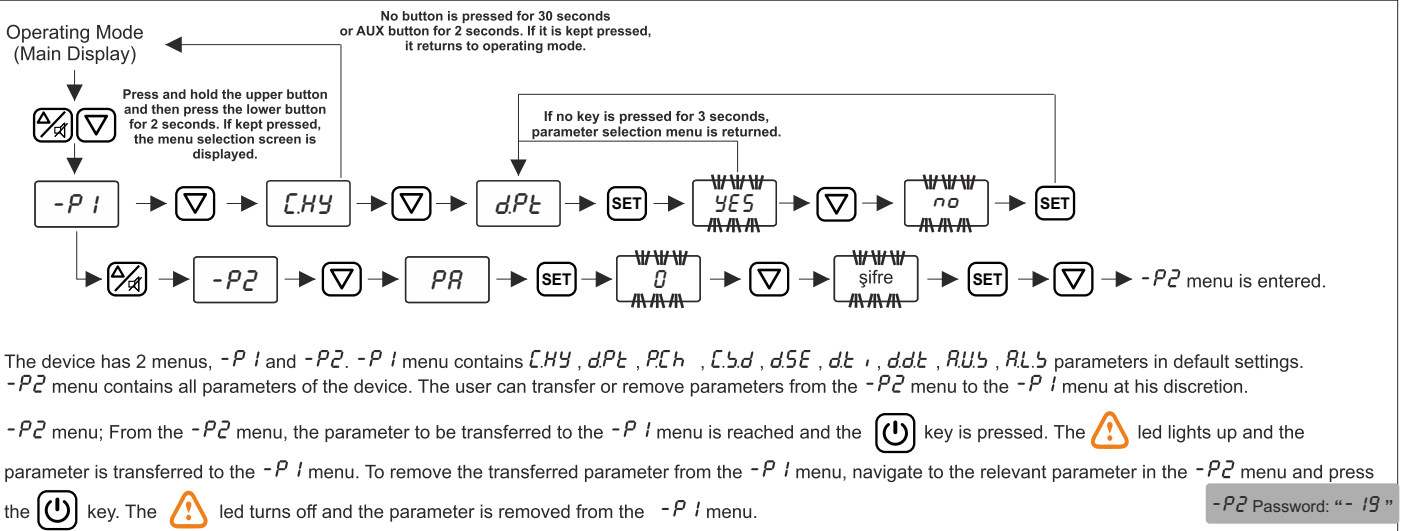 Operating Mode
(Main Display)
No button is pressed for 30 seconds
or AUX button for 2 seconds. If it is kept pressed,
it returns to operating mode.
Press and hold the upper button
and then press the lower button
for 2 seconds. If kept pressed,
the menu selection screen is
displayed.
If no key is pressed for 3 seconds,
parameter selection menu is returned.
-P1 C.HY d.Pt SET YES no SET
-P2 PA SET 0 şifre SET -P2 menu is entered.
The device has 2 menus, -P1 and -P2. -P1 menu contains C.HY , d.Pt , P.Ch , C.5.d , d.SE , d.t i , d.d.t , A.U.5 , A.L.5 parameters in default settings.
-P2 menu contains all parameters of the device. The user can transfer or remove parameters from the -P2 menu to the -P1 menu at his discretion.
-P2 menu; From the -P2 menu, the parameter to be transferred to the -P1 menu is reached and the key is pressed. The led lights up and the
parameter is transferred to the -P1 menu. To remove the transferred parameter from the -P1 menu, navigate to the relevant parameter in the -P2 menu and press
the key. The led turns off and the parameter is removed from the -P1 menu.
-P2 Password: “- 19 ”